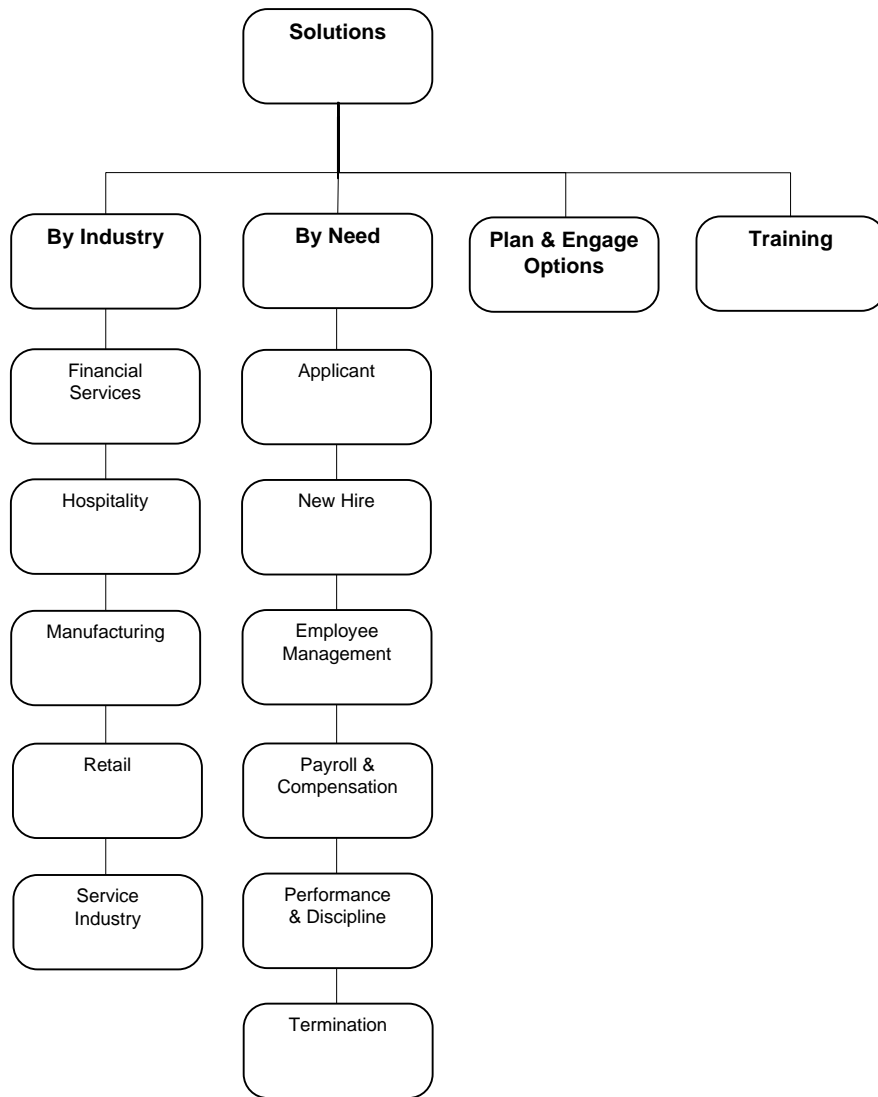 Solutions
By Industry
By Need
Plan & Engage
Options
Training
Financial
Services
Applicant
Hospitality
New Hire
Manufacturing
Employee
Management
Retail
Payroll &
Compensation
Service
Industry
Performance
& Discipline
Termination